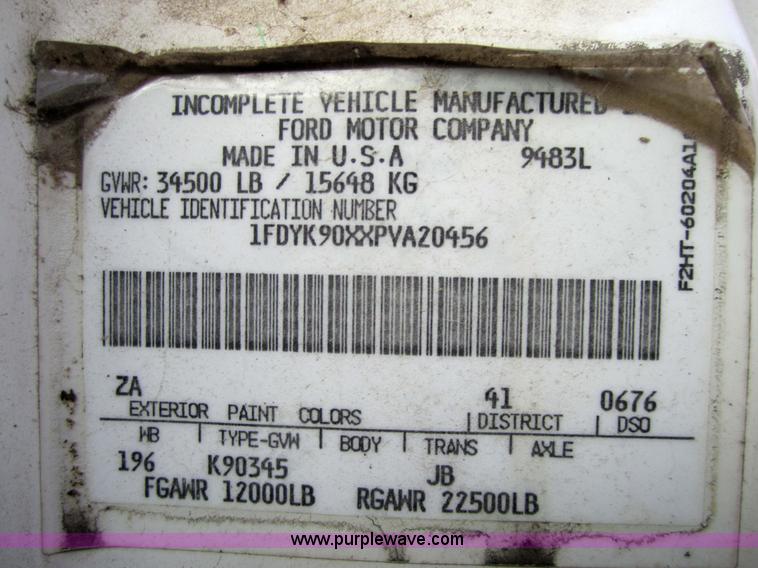 INCOMPLETE VEHICLE MANUFACTURED
FORD MOTOR COMPANY
MADE IN U.S.A 9483L
GVWR: 34500 LB / 15648 KG
VEHICLE IDENTIFICATION NUMBER
1FDYK90XXPVA20456
F2HT-60204A10
ZA 41 0676
EXTERIOR PAINT COLORS DISTRICT DSO
WB TYPE-GVW BODY TRANS AXLE
196 K90345 JB
FGAWR 12000LB RGAWR 22500LB
www.purplewave.com